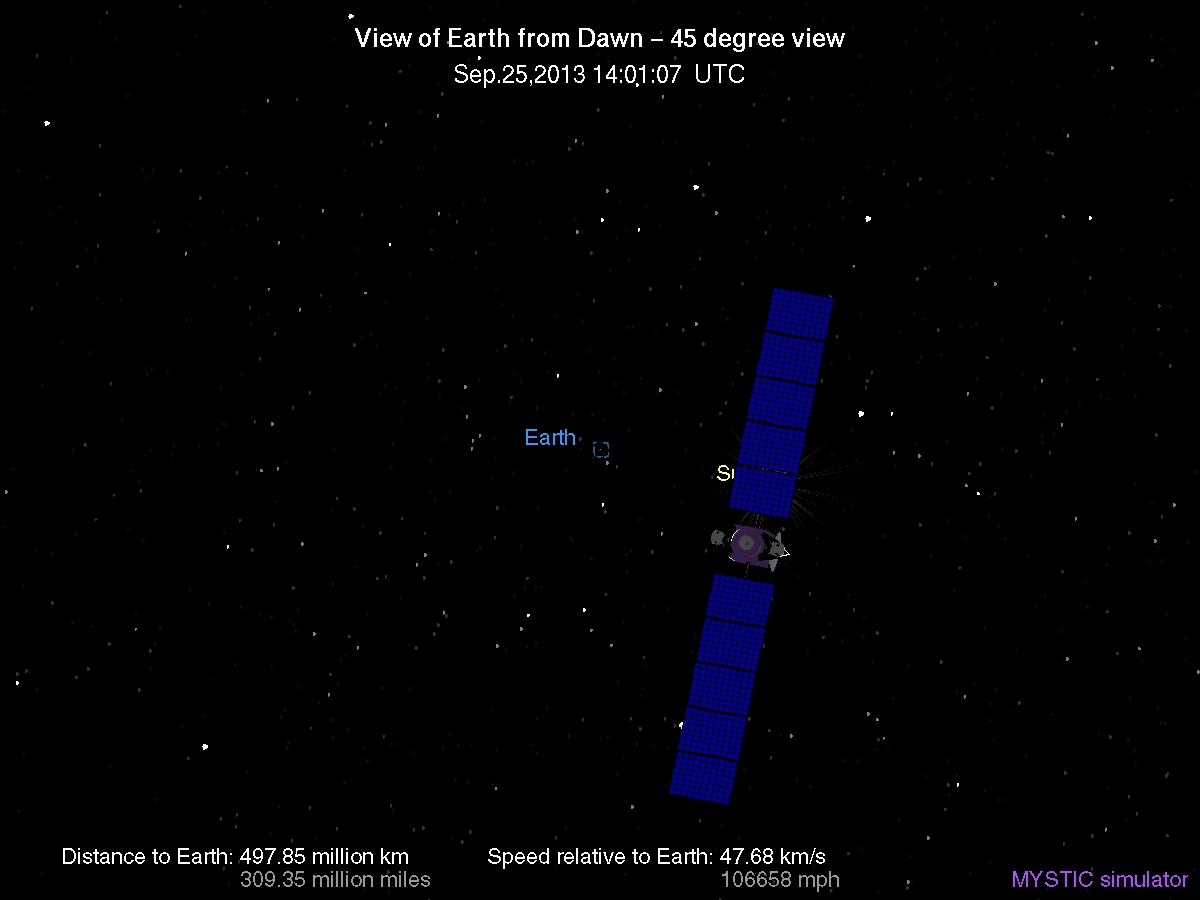 View of Earth from Dawn – 45 degree view
Sep.25,2013 14:01:07 UTC
Earth
Distance to Earth: 497.85 million km
309.35 million miles
Speed relative to Earth: 47.68 km/s
106658 mph
MYSTIC simulator